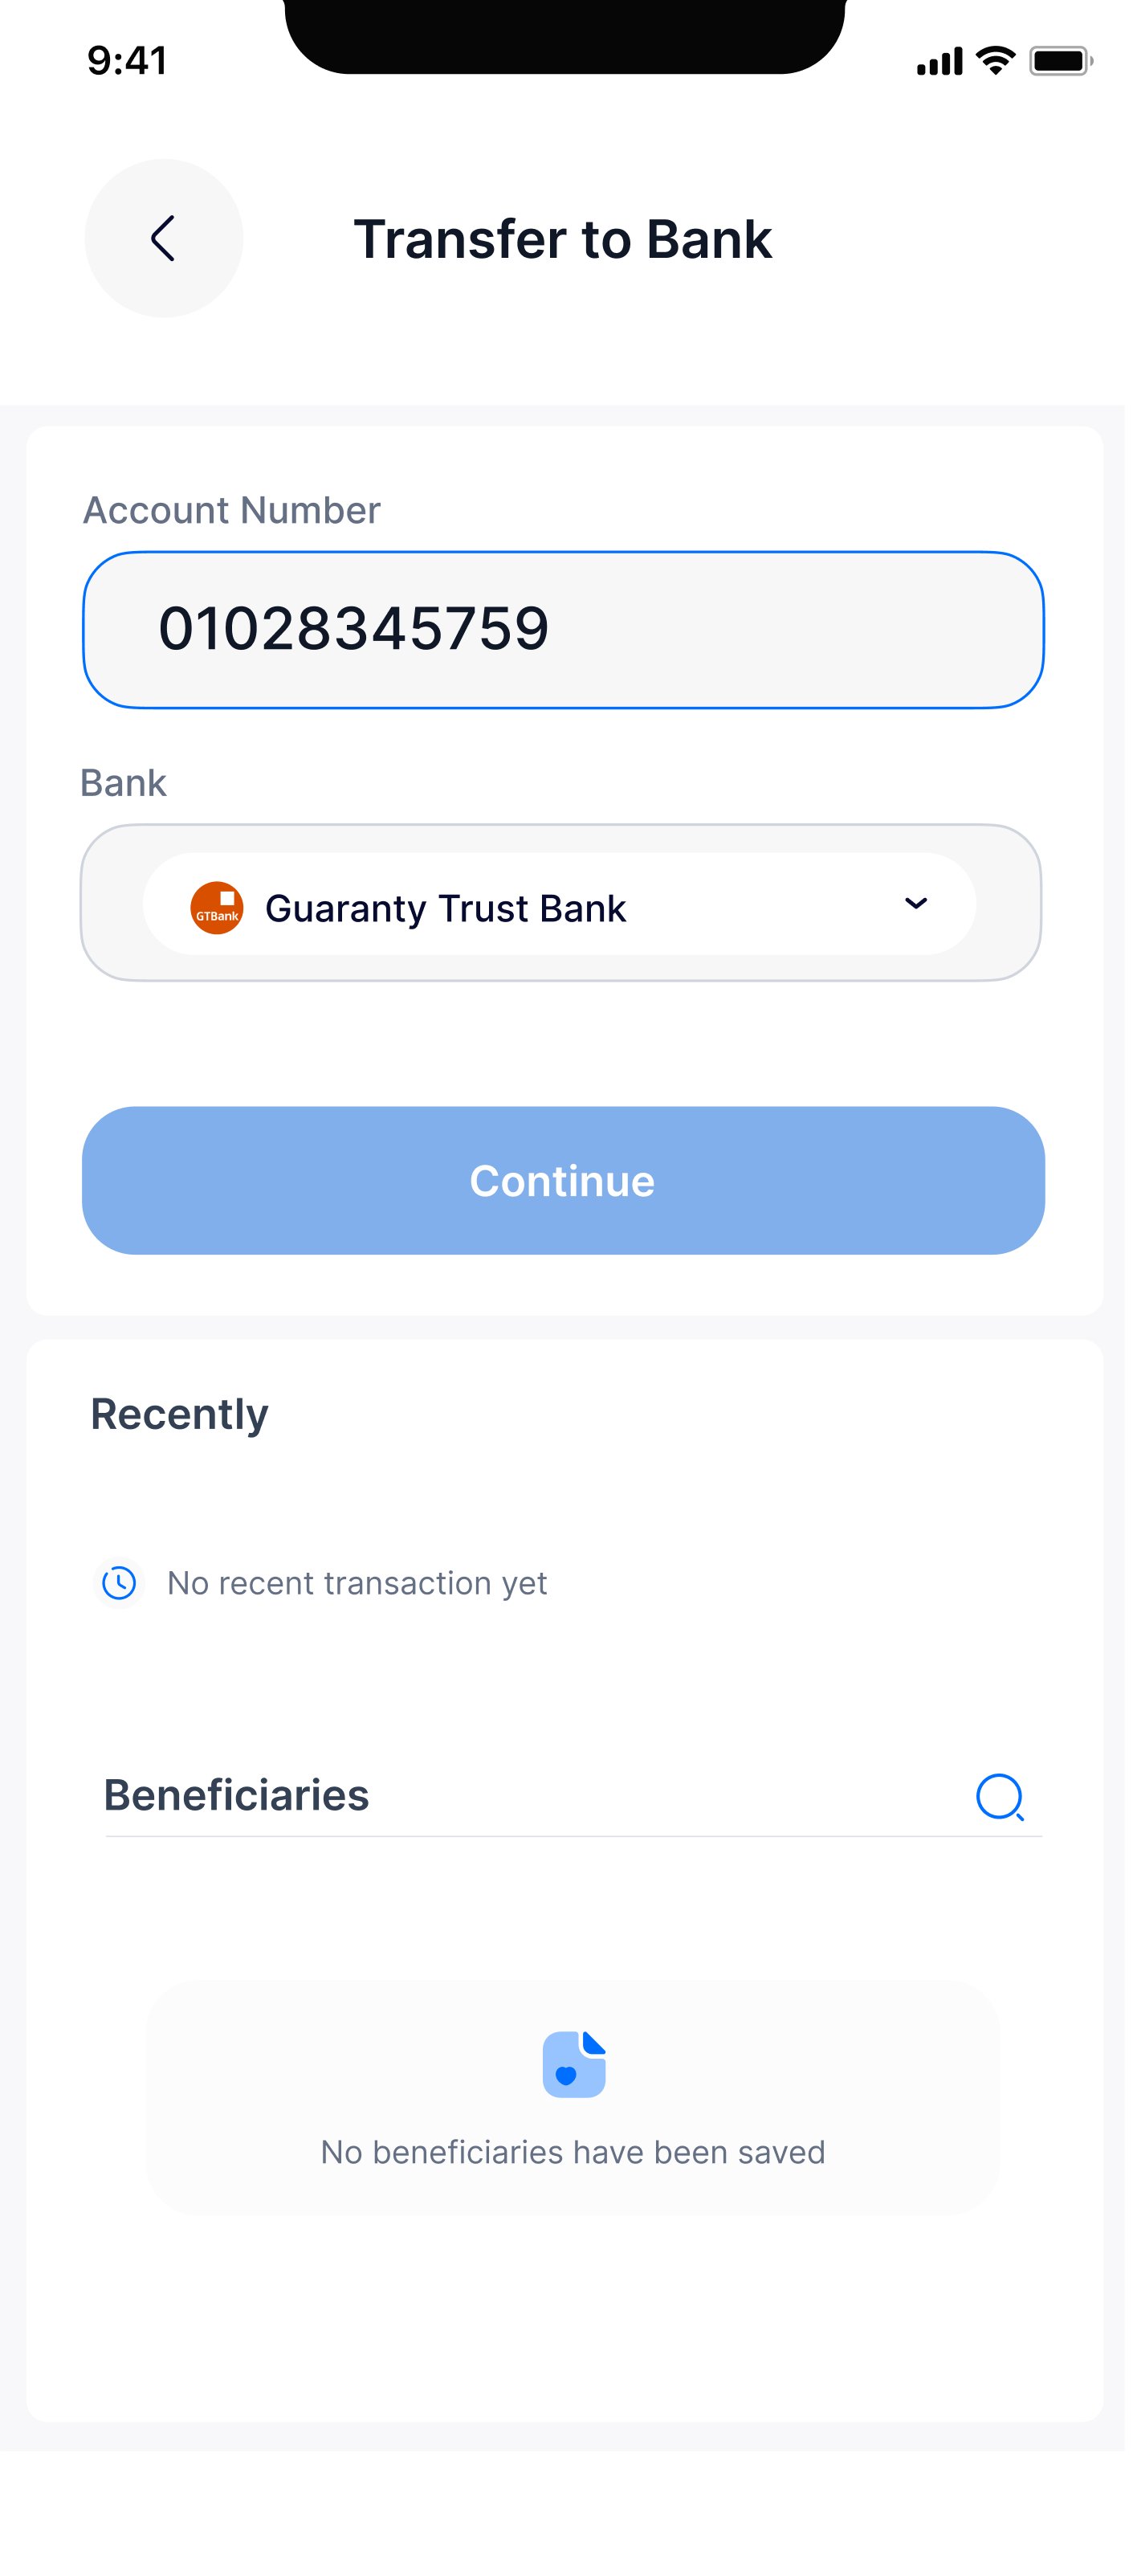 9:41
Transfer to Bank
Account Number
01028345759
Bank
GTBank Guaranty Trust Bank
Continue
Recently
No recent transaction yet
Beneficiaries
No beneficiaries have been saved